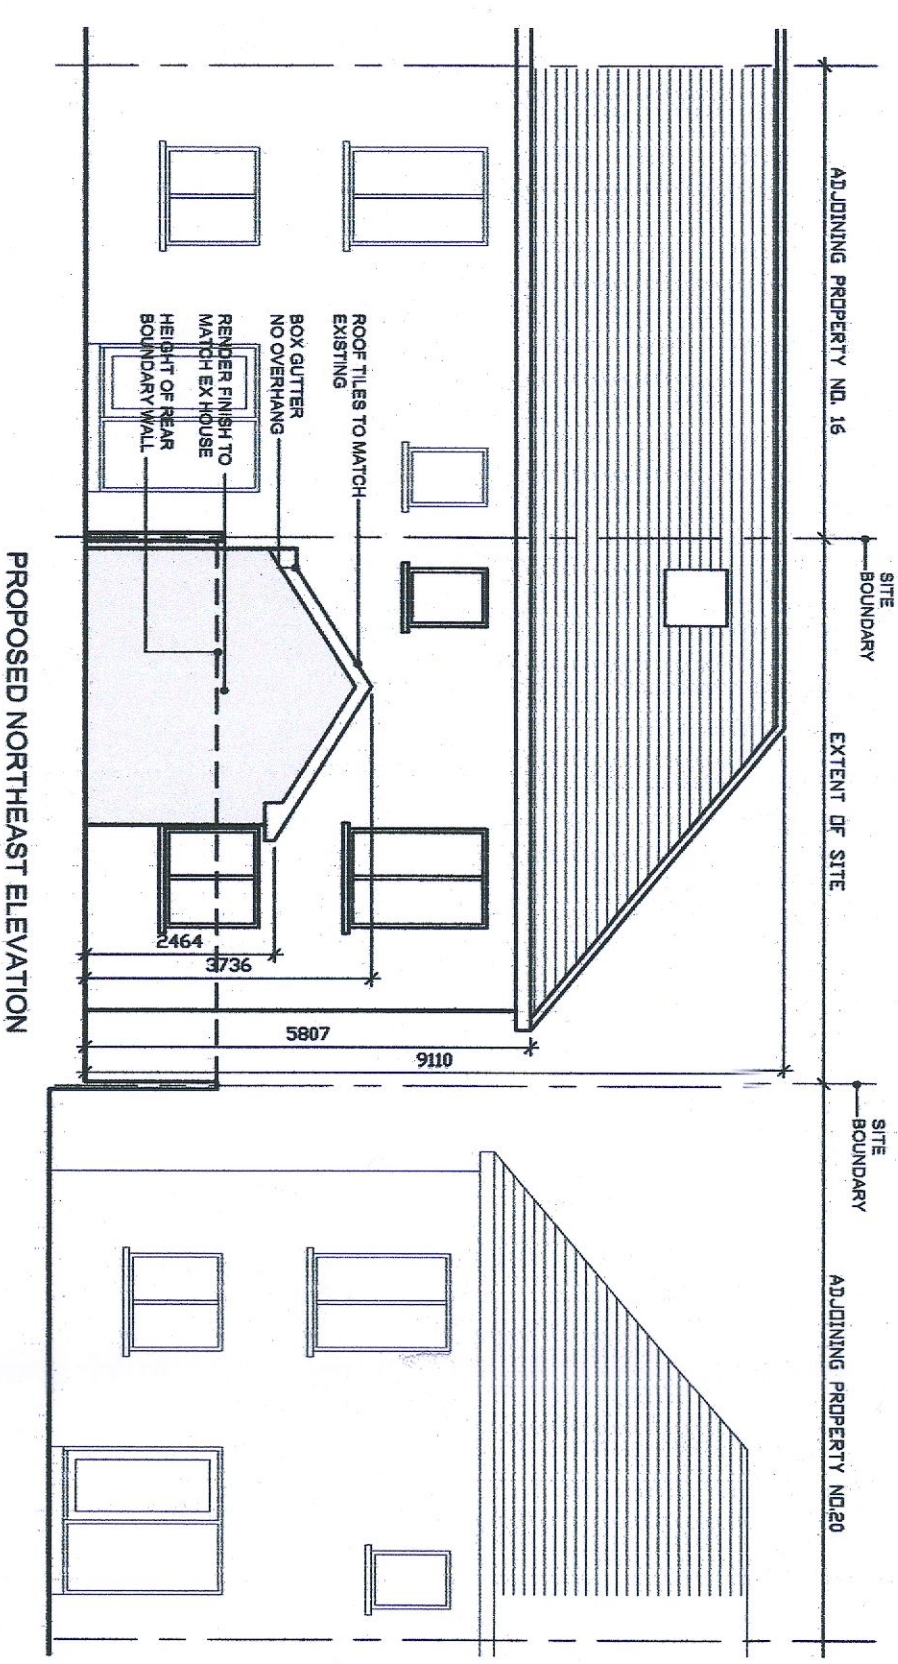 ADJOINING PROPERTY NO. 16
SITE
BOUNDARY
EXTENT OF SITE
SITE
BOUNDARY
ADJOINING PROPERTY NO.20
ROOF TILES TO MATCH
EXISTING
BOX GUTTER
NO OVERHANG
RENDER FINISH TO
MATCH EX HOUSE
HEIGHT OF REAR
BOUNDARY WALL
2464
3736
5807
9110
PROPOSED NORTHEAST ELEVATION